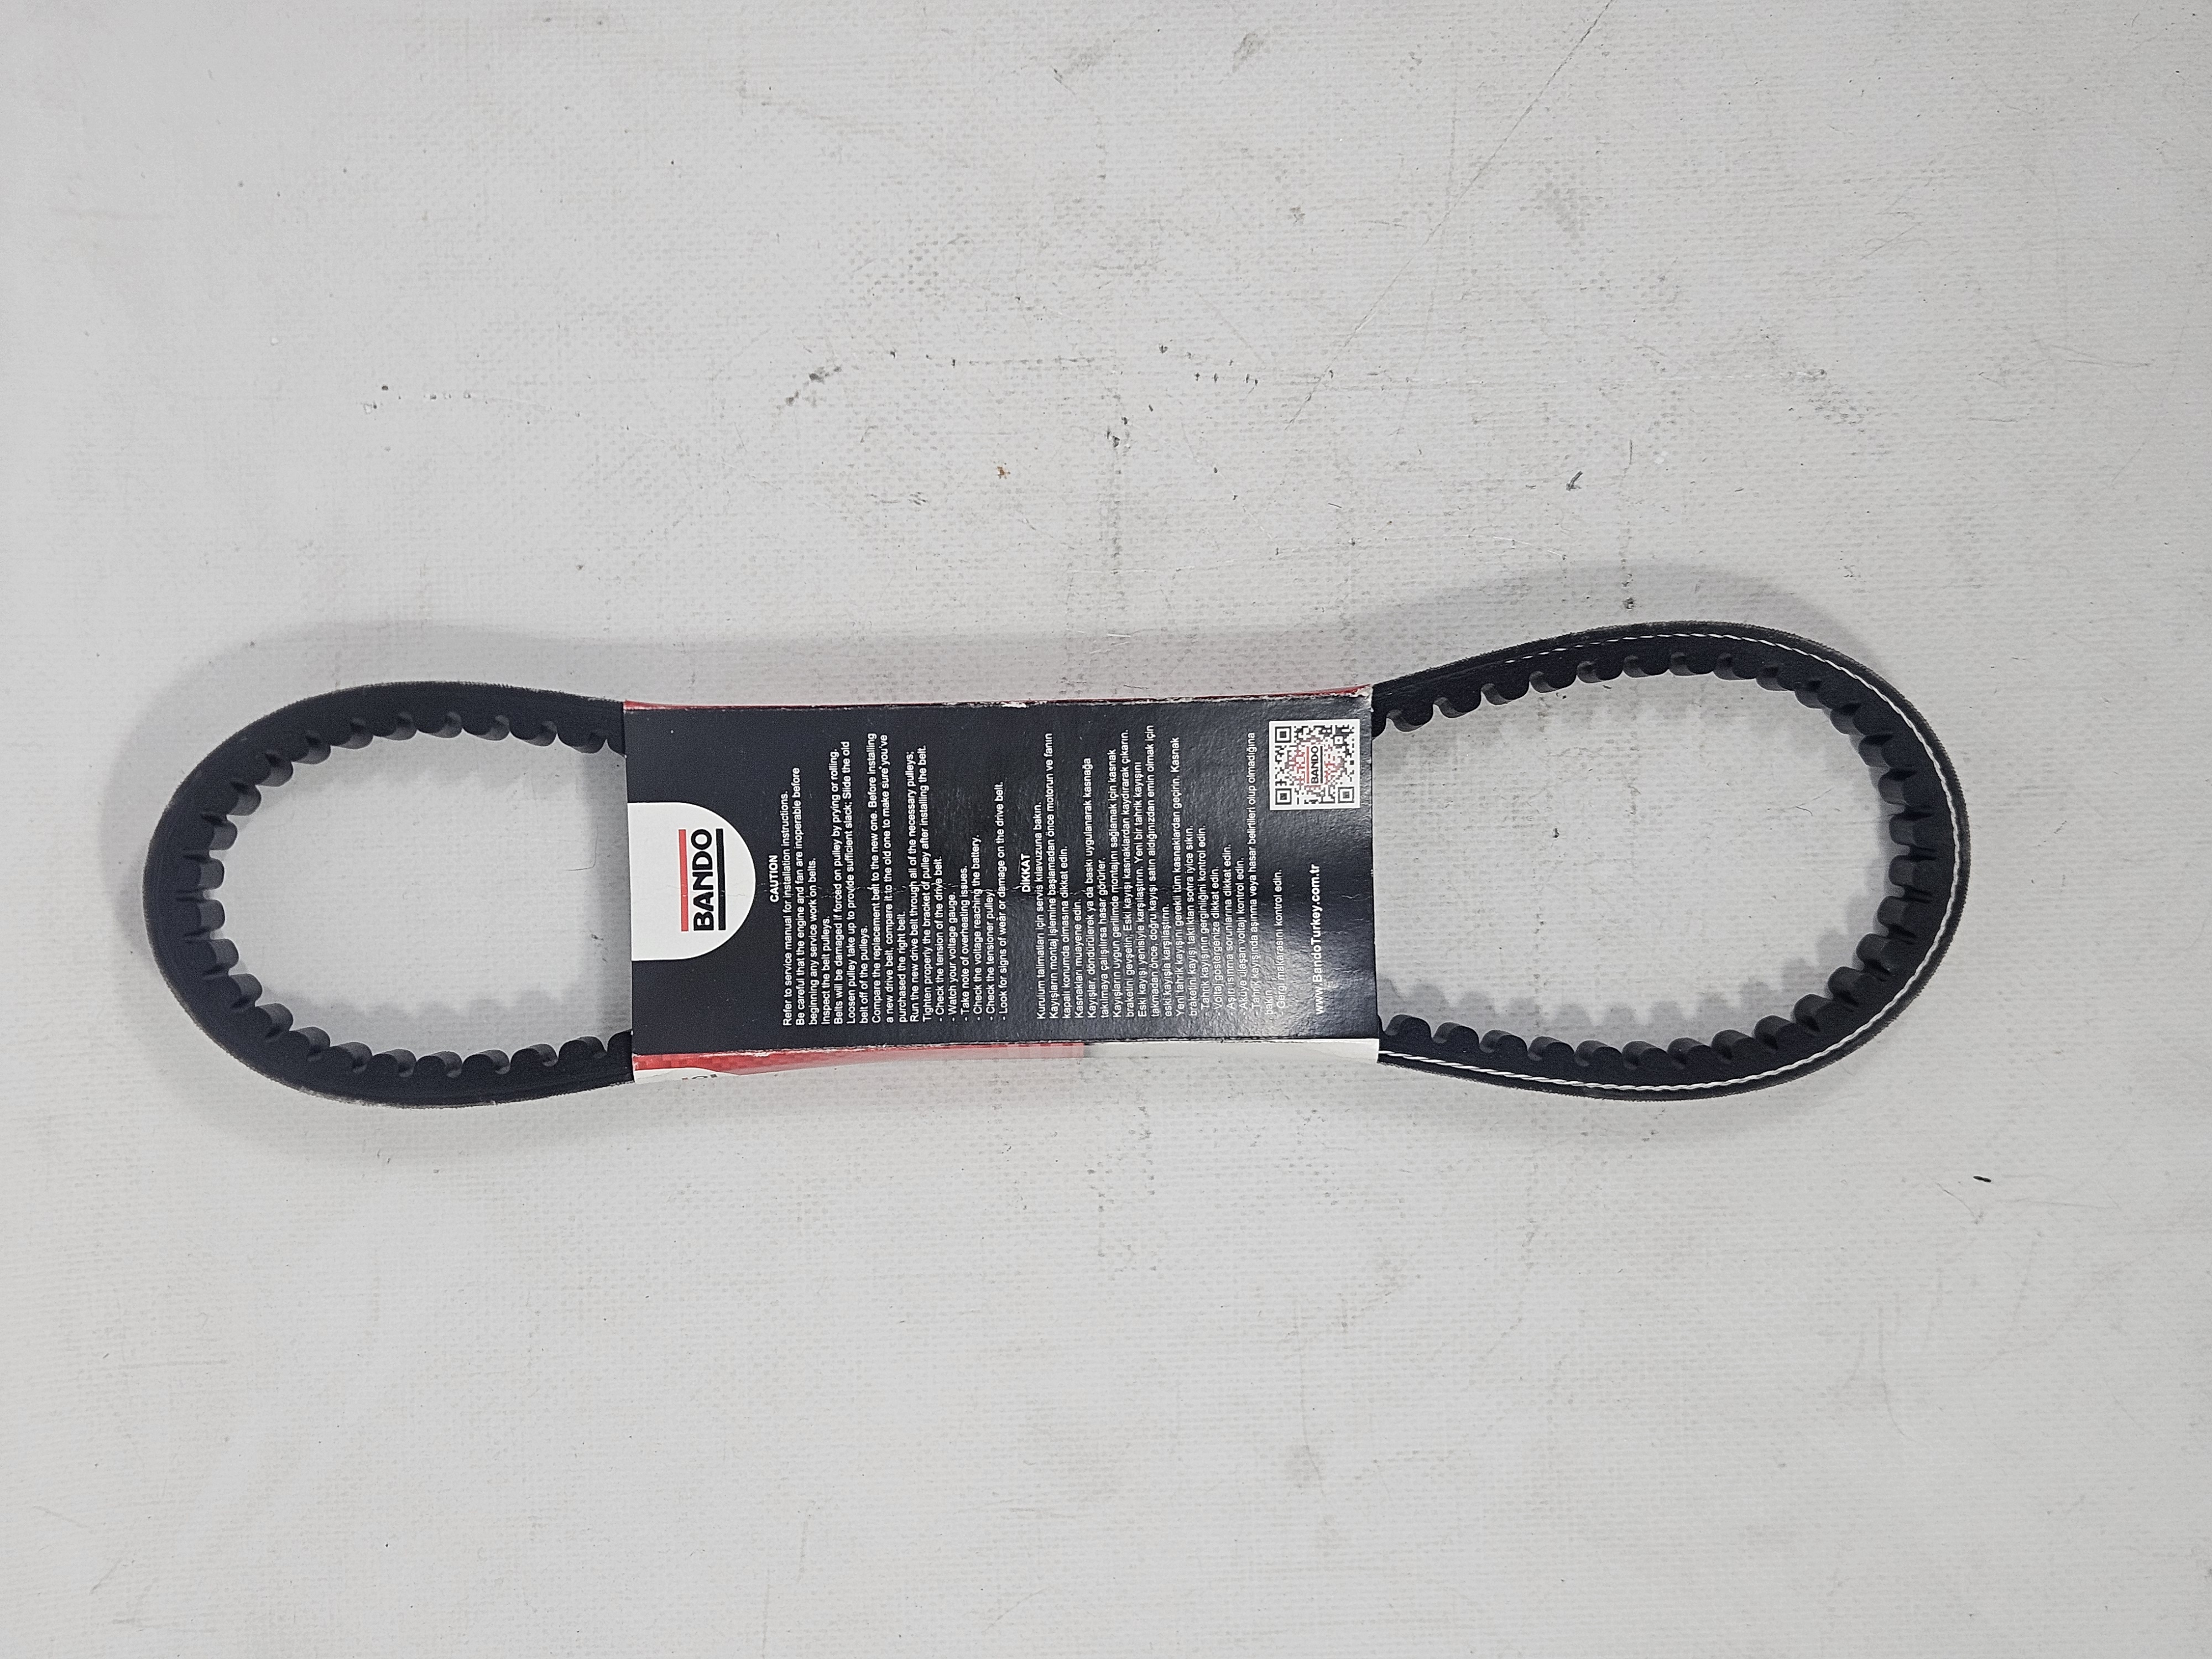 BANDO
CAUTION
Refer to service manual for installation instructions.
Be careful that the engine and fan are inoperable before
beginning any service work on belts.
Inspect the belt pulleys.
Belts will be damaged if forced on pulley by prying or rolling.
Loosen pulley take up to provide sufficient slack; Slide the old
belt off of the pulleys.
Compare the replacement belt to the new one. Before installing
a new drive belt, compare it to the old one to make sure you've
purchased the right belt.
Run the new drive belt through all of the necessary pulleys;
Tighten properly the bracket of pulley after installing the belt.
- Check the tension of the drive belt.
- Watch your voltage gauge.
- Take note of overheating issues.
- Check the voltage reaching the battery.
- Check the tensioner pulley.
- Look for signs of wear or damage on the drive belt.
DİKKAT
Kurulum talimatları için servis kılavuzuna bakın.
Kayışların montaj işlemine başlamadan önce motorun ve fanın
kapalı konumda olmasına dikkat edin.
Kasnakları muayene edin.
Kayışlar, döndürülerek ya da baskı uygulanarak kasnağa
takılmaya çalışılırsa hasar görürler.
Kayışların uygun gerilimde montajını sağlamak için kasnak
braketini gevşetin; Eski kayışı kasnaklardan kaydırarak çıkarın.
Eski kayışı yenisiyle karşılaştırın. Yeni bir tahrik kayışını
takmadan önce, doğru kayışı satın aldığınızdan emin olmak için
eski kayışla karşılaştırın.
Yeni tahrik kayışını gerekli tüm kasnaklardan geçirin, Kasnak
braketini kayışı taktıktan sonra iyice sıkın.
- Tahrik kayışının gerginliğini kontrol edin.
- Voltaj göstergenize dikkat edin.
- Aşırı ısınma sorunlarına dikkat edin.
- Aküye ulaşan voltajı kontrol edin.
- Tahrik kayışında aşınma veya hasar belirtileri olup olmadığına
bakın
- Gergi makarasını kontrol edin.
www.BandoTurkey.com.tr
BANDO